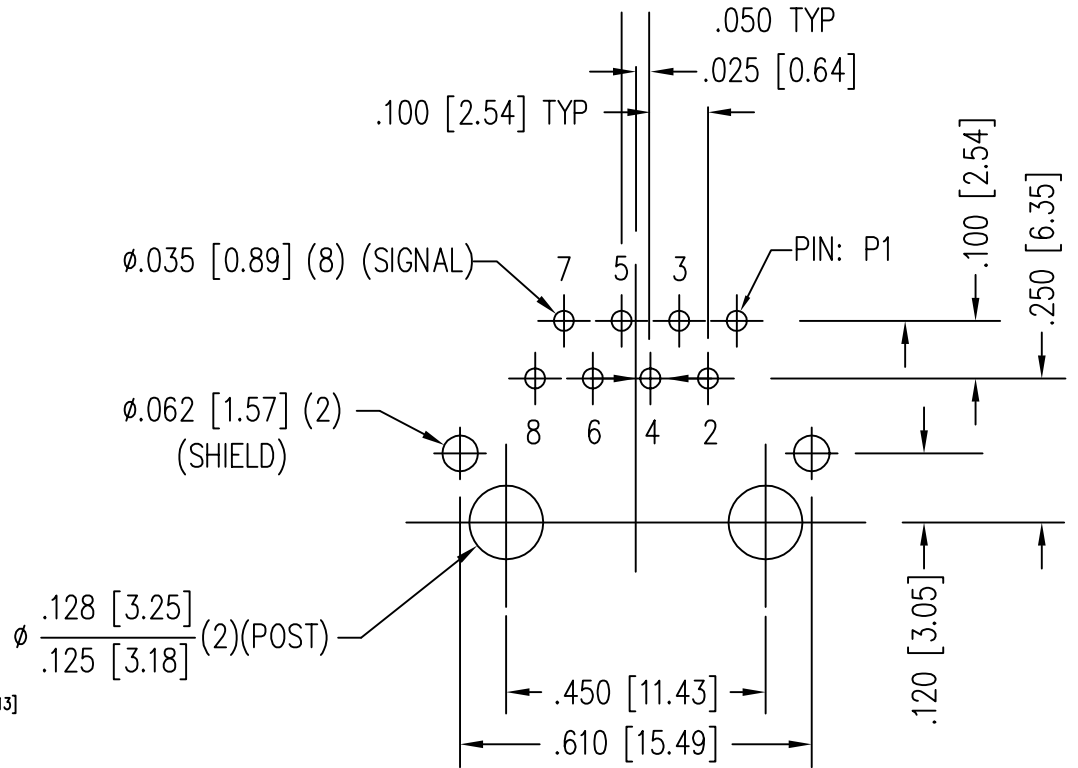 .050 TYP
.025 [0.64]
.100 [2.54] TYP
.100 [2.54]
.250 [6.35]
ø.035 [0.89] (8) (SIGNAL)
PIN: P1
7 5 3
8 6 4 2
ø.062 [1.57] (2)
(SHIELD)
ø .128 [3.25]
.125 [3.18] (2)(POST)
.120 [3.05]
.450 [11.43]
.610 [15.49]